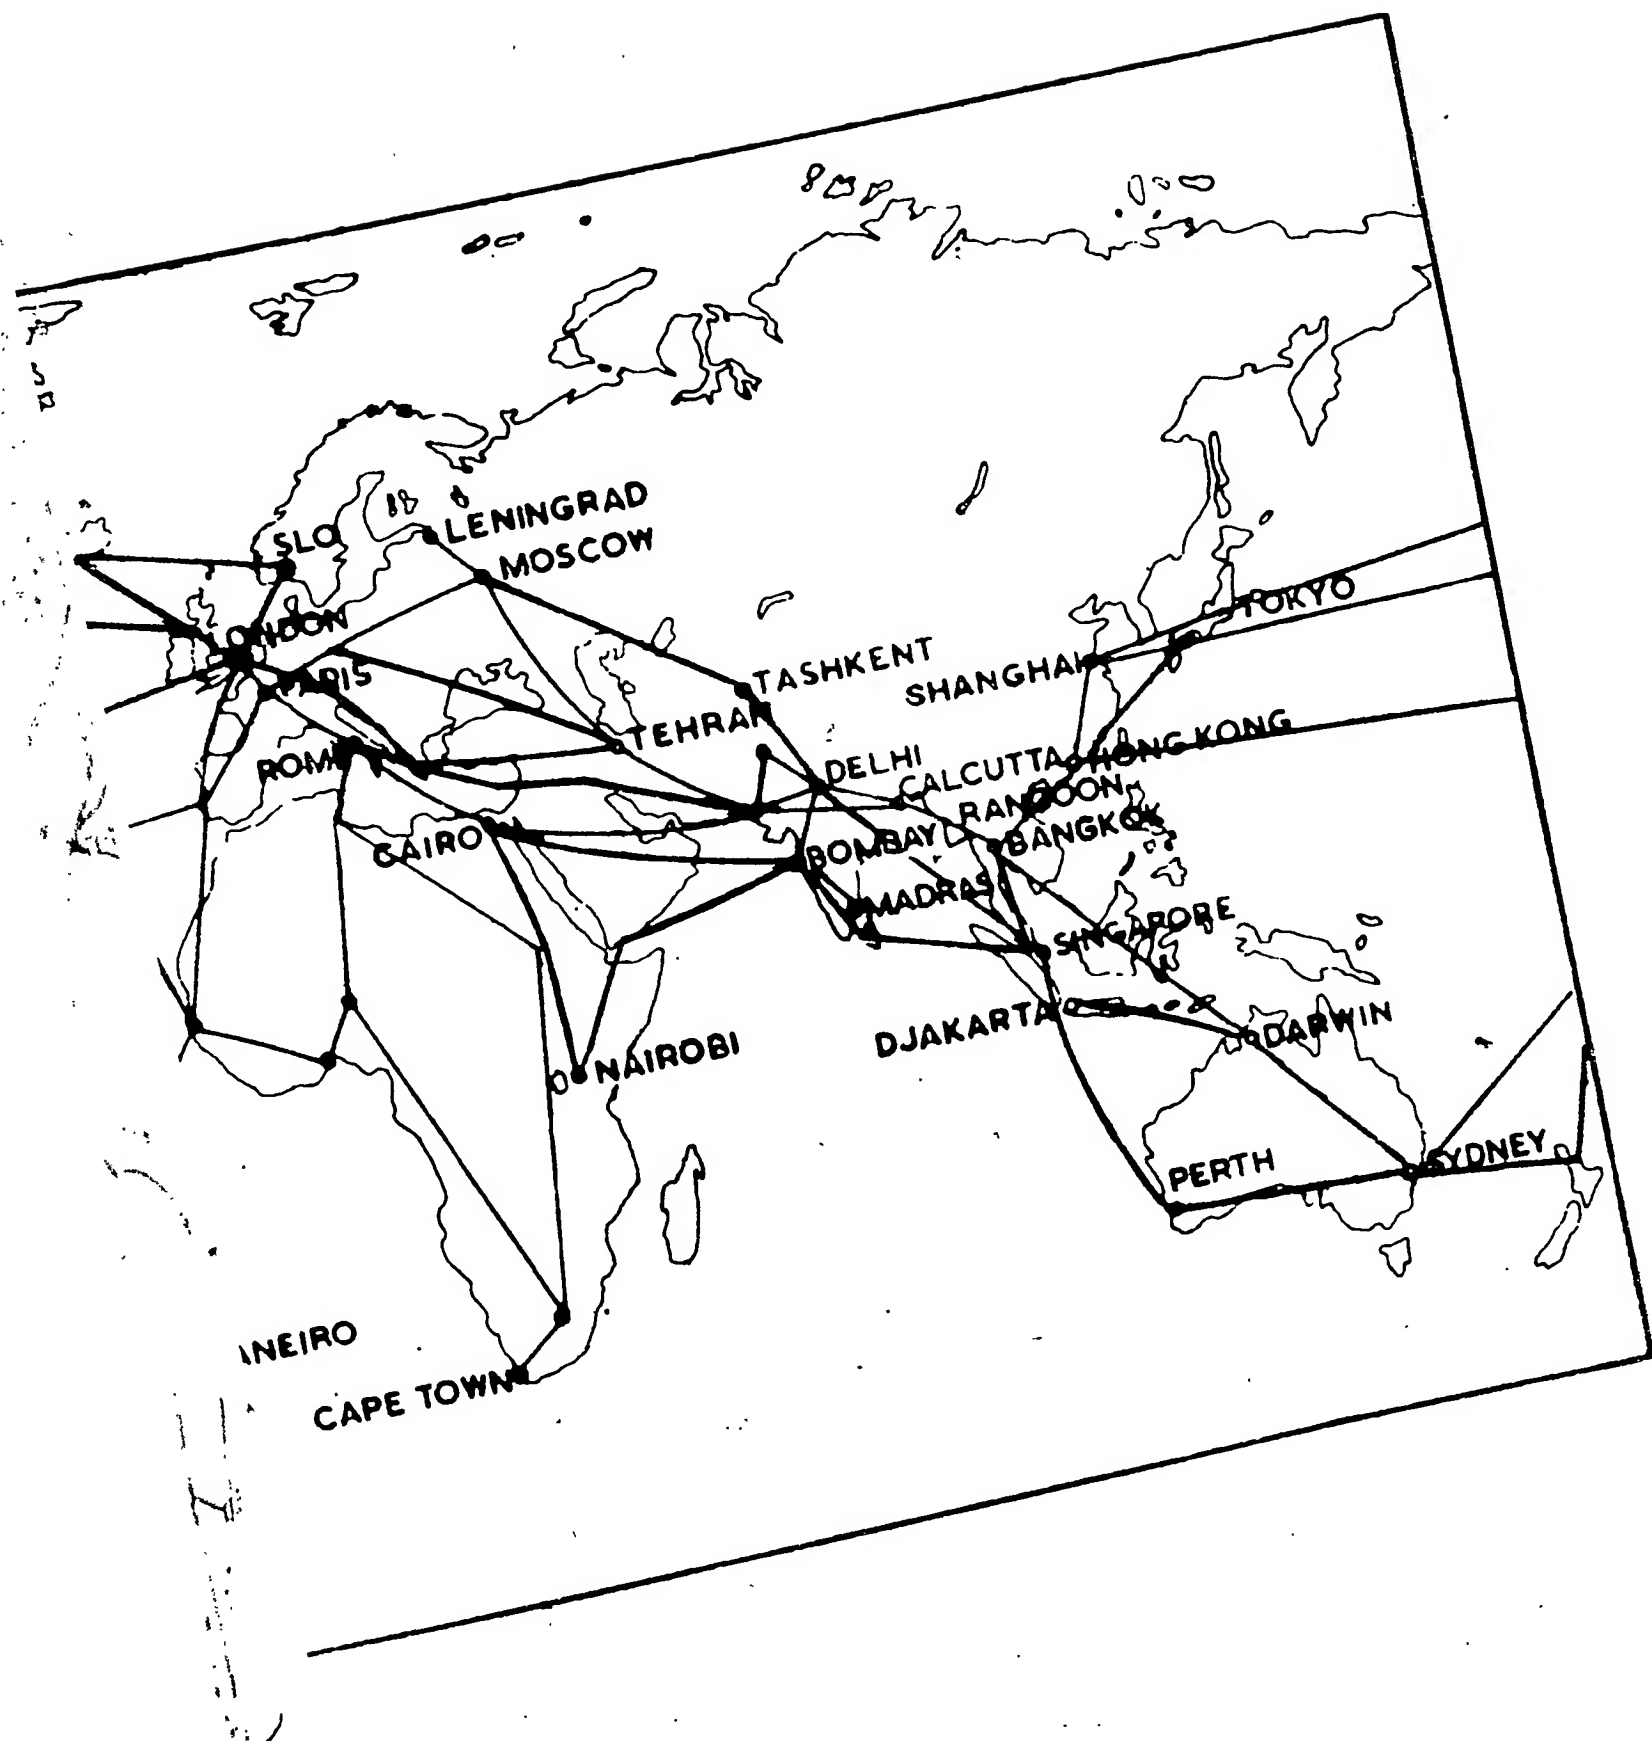 LENINGRAD
SLO
MOSCOW
LONDON
TOKYO
PARIS
TASHKENT
SHANGHAI
TEHRAN
ROME
DELHI
HONG KONG
CALCUTTA
RANGOON
CAIRO
BOMBAY
BANGKOK
MADRAS
SINGAPORE
DJAKARTA
DARWIN
NAIROBI
PERTH
SYDNEY
ANEIRO
CAPE TOWN